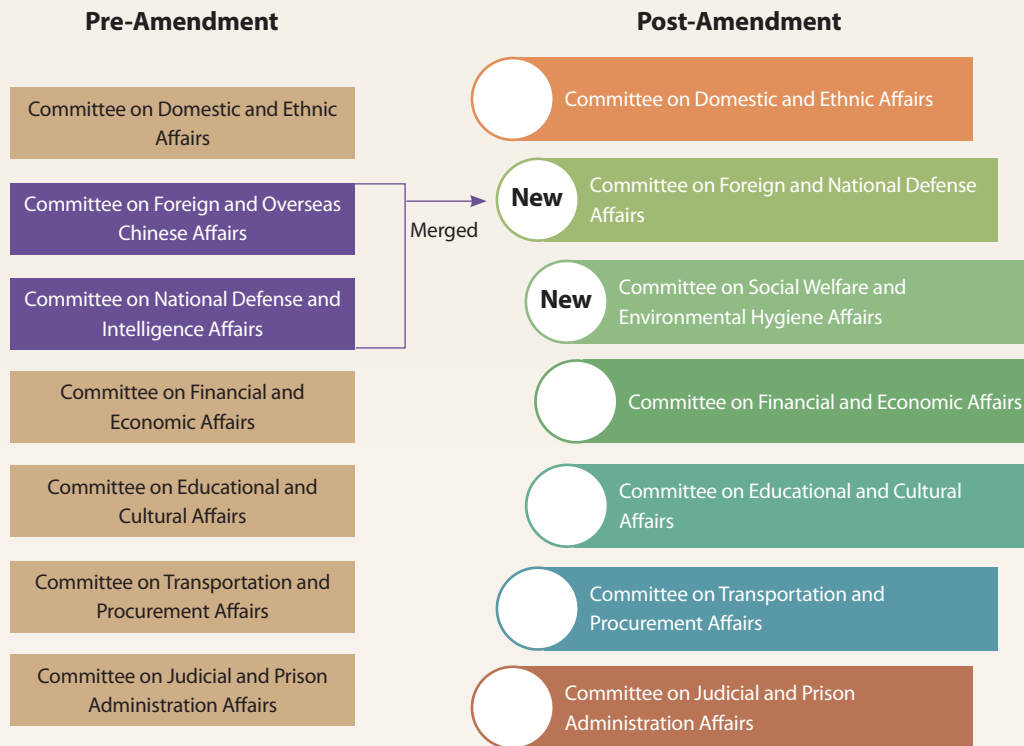 Pre-Amendment
Committee on Domestic and Ethnic
Affairs
Committee on Foreign and Overseas
Chinese Affairs
Committee on National Defense and
Intelligence Affairs
Merged
Committee on Financial and
Economic Affairs
Committee on Educational and
Cultural Affairs
Committee on Transportation and
Procurement Affairs
Committee on Judicial and Prison
Administration Affairs
Post-Amendment
Committee on Domestic and Ethnic Affairs
New
Committee on Foreign and National Defense
Affairs
New
Committee on Social Welfare and
Environmental Hygiene Affairs
Committee on Financial and Economic Affairs
Committee on Educational and Cultural
Affairs
Committee on Transportation and
Procurement Affairs
Committee on Judicial and Prison
Administration Affairs